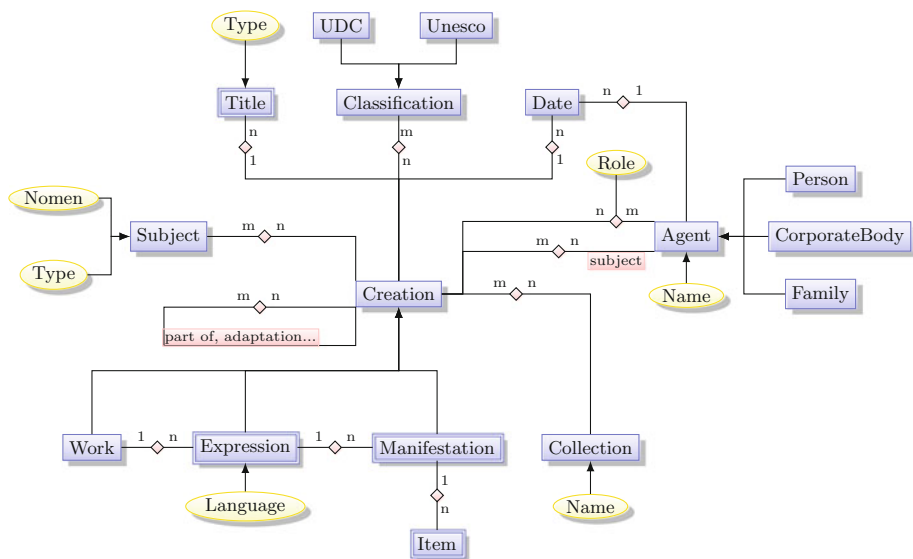 Type
UDC
Unesco
Title
Classification
Date
n
1
n
1
m
n
n
1
Role
Person
Nomen
Subject
m
n
n
m
Agent
CorporateBody
m
n
subject
Type
Name
Family
Creation
m
n
m
n
part of, adaptation...
Work
1
n
Expression
1
n
Manifestation
Collection
1
n
Language
Name
Item